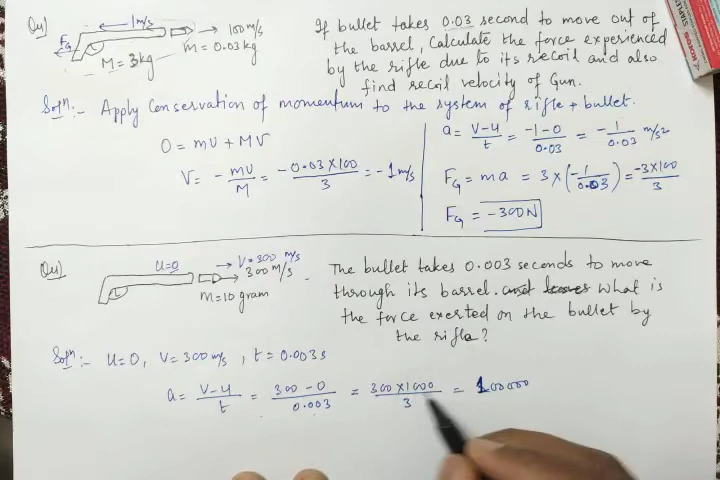 Qu)
1 m/s
100 m/s
FG
m = 0.03 kg
M = 3 kg
If bullet takes 0.03 second to move out of
the barrel, Calculate the force experienced
by the rifle due to its recoil and also
find recoil velocity of Gun.
Solⁿ:- Apply Conservation of momentum to the system of rifle + bullet.
0 = mU + MV
V = - mU/M = -0.03×100/3 = -1 m/s
a = V-U/t = -1-0/0.03 = -1/0.03 m/s²
FG = ma = 3 × (-1/0.03) = -3×100/3
FG = -300N
Qu)
U=0
V = 300 m/s
300 m/s
m = 10 gram
The bullet takes 0.003 seconds to move
through its barrel. and leaves What is
the force exerted on the bullet by
the rifle?
Solⁿ:- U=0, V = 300 m/s, t = 0.003 s
a = V-U/t = 300-0/0.003 = 300×1000/3 = 100000